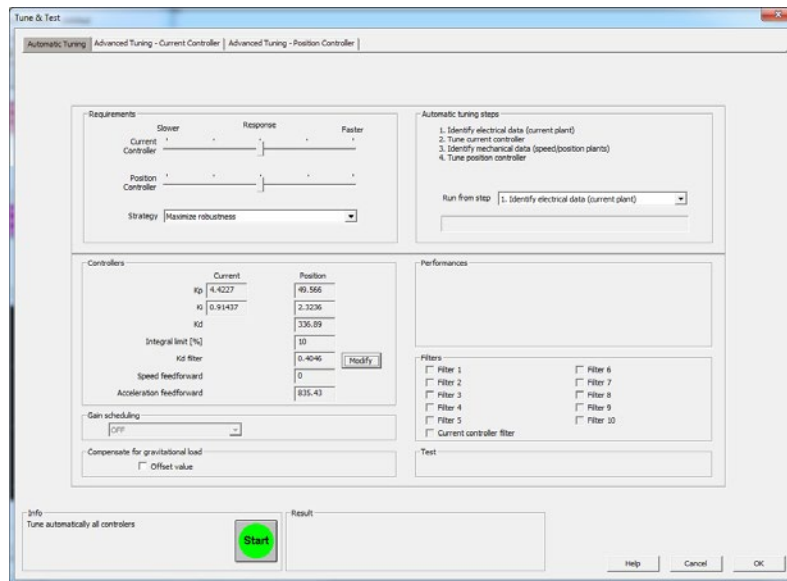 Tune & Test
Automatic Tuning
Advanced Tuning - Current Controller
Advanced Tuning - Position Controller
Requirements
Slower Response Faster
Current
Controller
Position
Controller
Strategy Maximize robustness
Automatic tuning steps
1. Identify electrical data (current plant)
2. Tune current controller
3. Identify mechanical data (speed/position plants)
4. Tune position controller
Run from step 1. Identify electrical data (current plant)
Controllers
Current Position
Kp 4.4227 49.566
Ki 0.91437 2.3236
Kd 336.89
Integral limit [%] 10
Kd filter 0.4046 Modify
Speed feedforward 0
Acceleration feedforward 835.43
Gain scheduling
OFF
Compensate for gravitational load
Offset value
Performances
Filters
Filter 1 Filter 6
Filter 2 Filter 7
Filter 3 Filter 8
Filter 4 Filter 9
Filter 5 Filter 10
Current controller filter
Test
Info
Tune automatically all controlers
Start
Result
Help Cancel OK